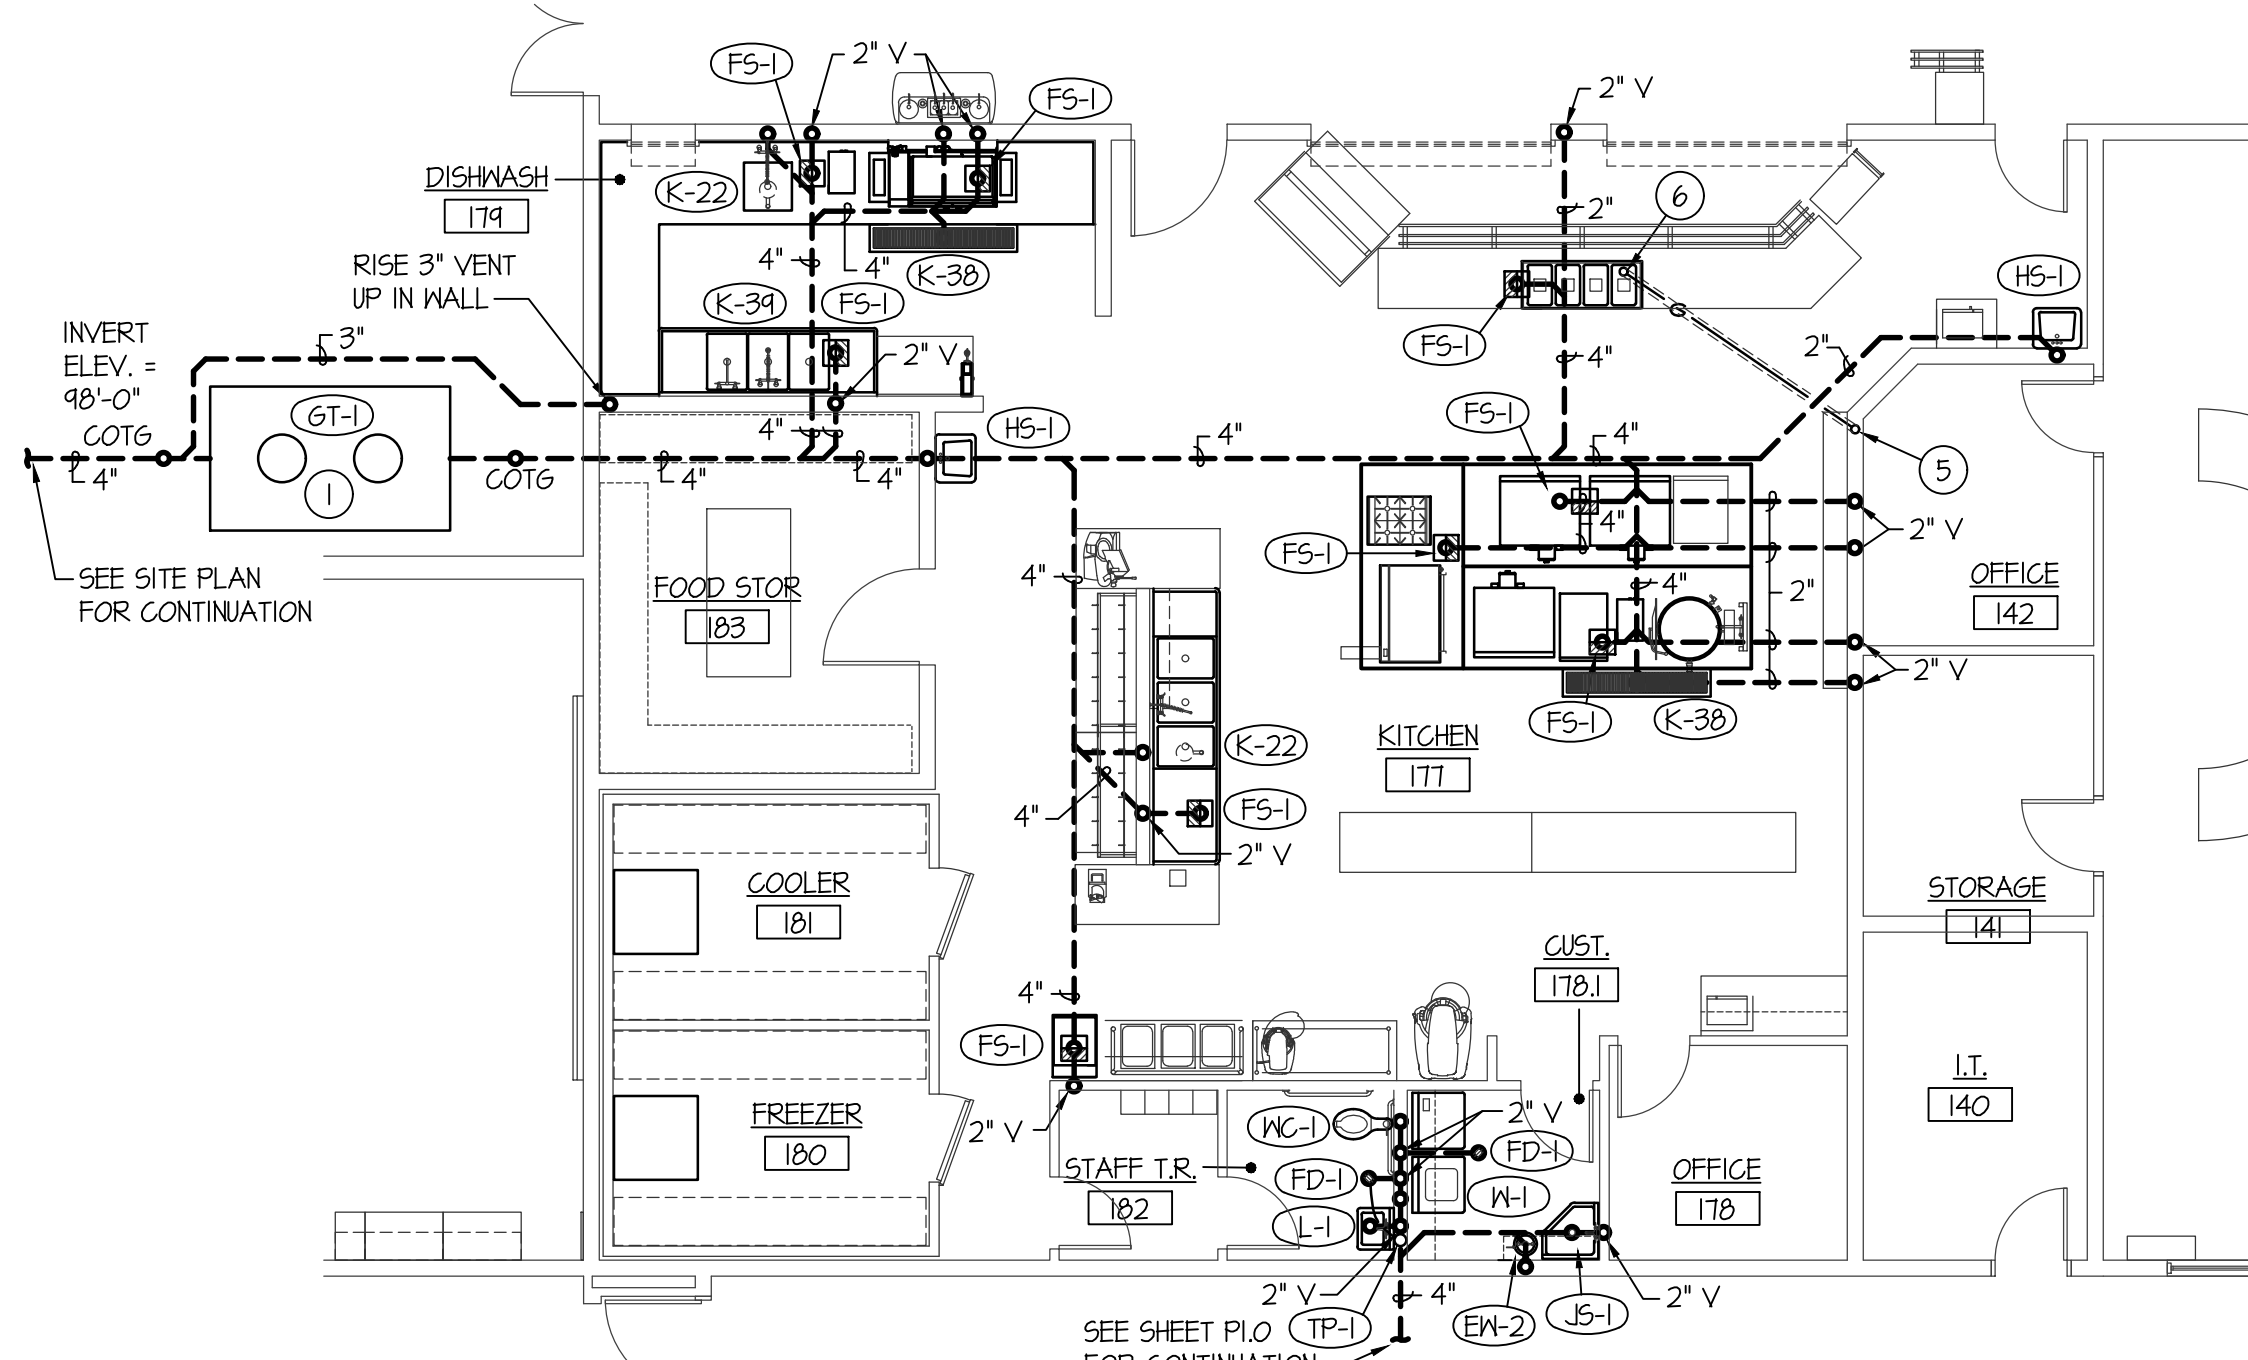 FS-1
2" V
FS-1
2" V
DISHWASH
179
K-22
6
2"
4"
4"
K-38
HS-1
RISE 3" VENT
UP IN WALL
K-39
FS-1
INVERT
ELEV. =
98'-0"
3"
2" V
FS-1
4"
2"
GT-1
COTG
4"
HS-1
4"
FS-1
4"
4"
1
COTG
4"
4"
5
SEE SITE PLAN
FOR CONTINUATION
4"
2" V
FS-1
4"
FOOD STOR
183
4"
2"
OFFICE
142
2" V
FS-1
K-38
K-22
KITCHEN
177
4"
FS-1
2" V
COOLER
181
STORAGE
141
CUST.
178.1
4"
FS-1
I.T.
140
FREEZER
180
2" V
WC-1
2" V
FD-1
STAFF T.R.
182
FD-1
W-1
OFFICE
178
L-1
2" V
4"
2" V
TP-1
EW-2
JS-1
SEE SHEET P1.0
FOR CONTINUATION